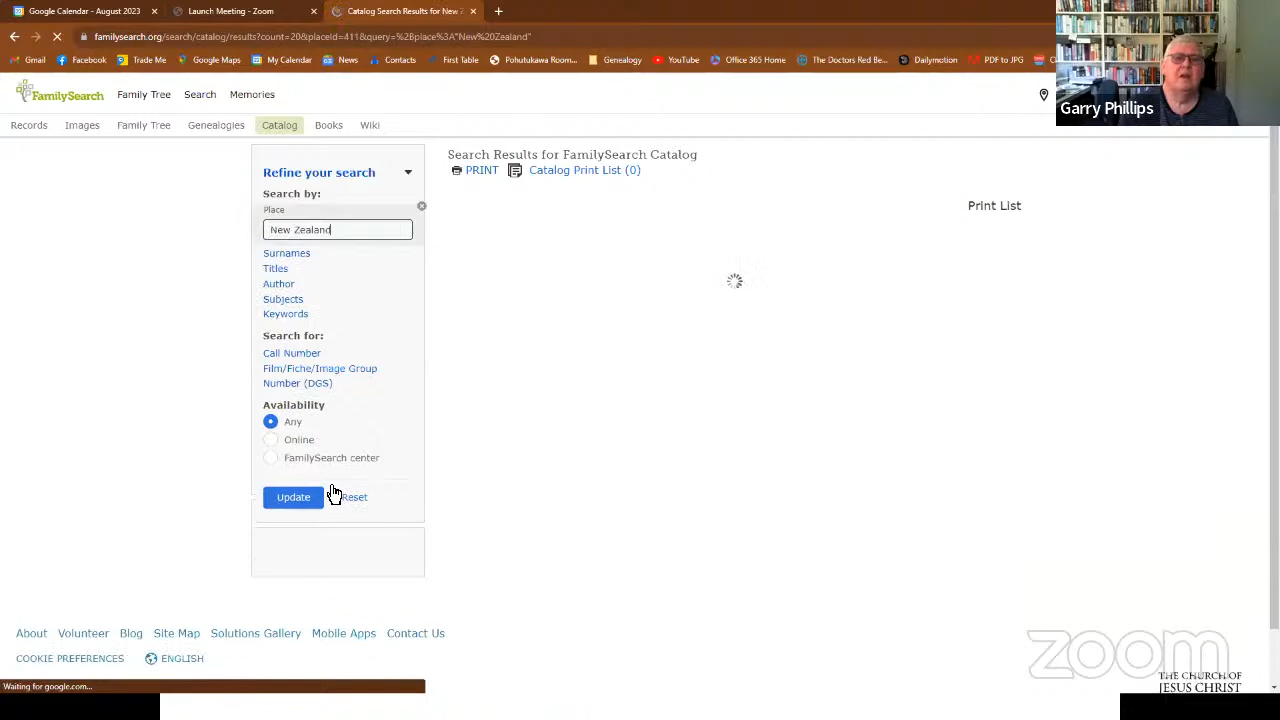 Google Calendar - August 2023
Launch Meeting - Zoom
Catalog Search Results for New Z
familysearch.org/search/catalog/results?count=20&placeId=411&query=%2Bplace%3A"New%20Zealand"
Gmail
Facebook
Trade Me
Google Maps
My Calendar
News
Contacts
First Table
Pohutukawa Room...
Genealogy
YouTube
Office 365 Home
The Doctors Red Be...
Dailymotion
PDF to JPG
Garry Phillips
FamilySearch
Family Tree
Search
Memories
Records
Images
Family Tree
Genealogies
Catalog
Books
Wiki
Refine your search
Search by:
Place
New Zealand
Surnames
Titles
Author
Subjects
Keywords
Search for:
Call Number
Film/Fiche/Image Group
Number (DGS)
Availability
Any
Online
FamilySearch center
Update
Reset
Search Results for FamilySearch Catalog
PRINT
Catalog Print List (0)
Print List
About
Volunteer
Blog
Site Map
Solutions Gallery
Mobile Apps
Contact Us
COOKIE PREFERENCES
ENGLISH
Waiting for google.com...
zoom
THE CHURCH OF
JESUS CHRIST